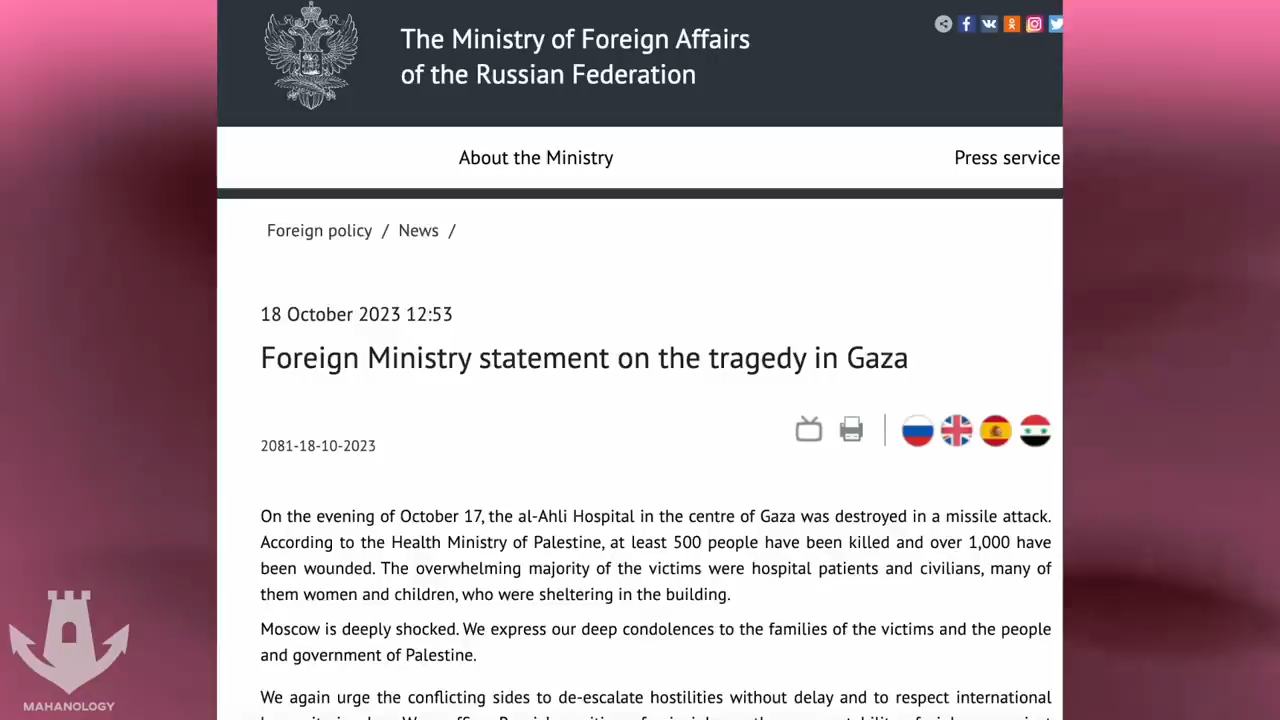 The Ministry of Foreign Affairs
of the Russian Federation
About the Ministry
Press service
Foreign policy / News /
18 October 2023 12:53
Foreign Ministry statement on the tragedy in Gaza
2081-18-10-2023
On the evening of October 17, the al-Ahli Hospital in the centre of Gaza was destroyed in a missile attack.
According to the Health Ministry of Palestine, at least 500 people have been killed and over 1,000 have
been wounded. The overwhelming majority of the victims were hospital patients and civilians, many of
them women and children, who were sheltering in the building.
Moscow is deeply shocked. We express our deep condolences to the families of the victims and the people
and government of Palestine.
We again urge the conflicting sides to de-escalate hostilities without delay and to respect international
MAHANOLOGY